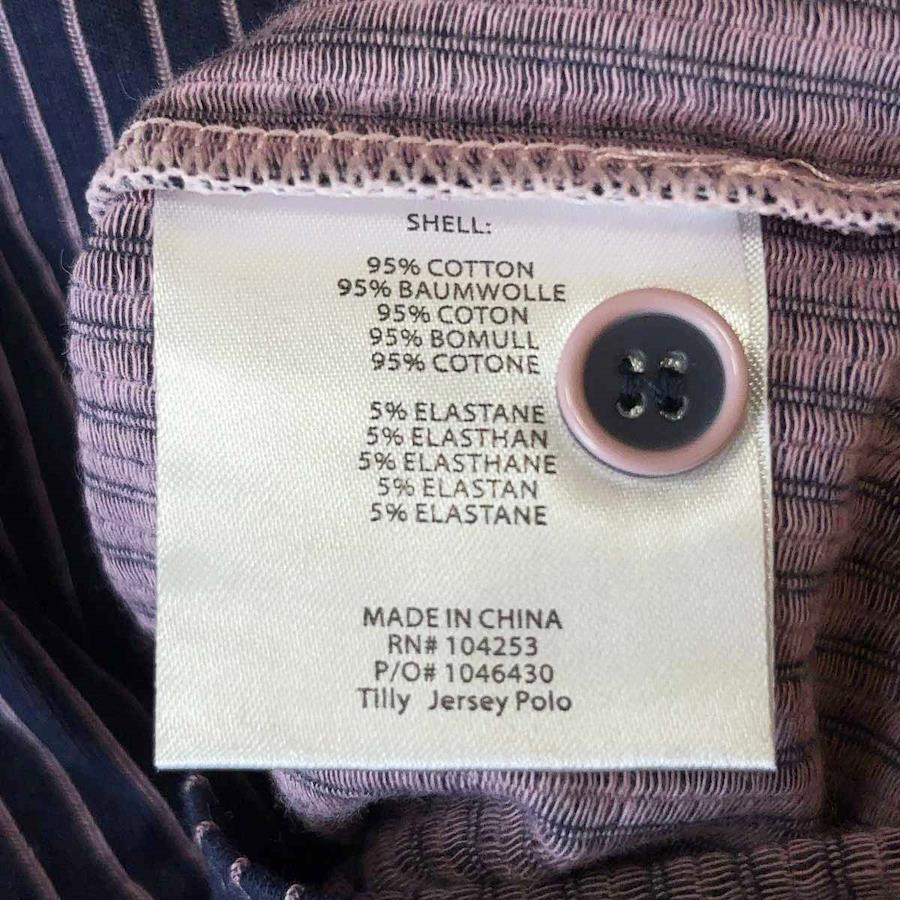 SHELL:
95% COTTON
95% BAUMWOLLE
95% COTON
95% BOMULL
95% COTONE
5% ELASTANE
5% ELASTHAN
5% ELASTHANE
5% ELASTAN
5% ELASTANE
MADE IN CHINA
RN# 104253
P/O# 1046430
Tilly Jersey Polo